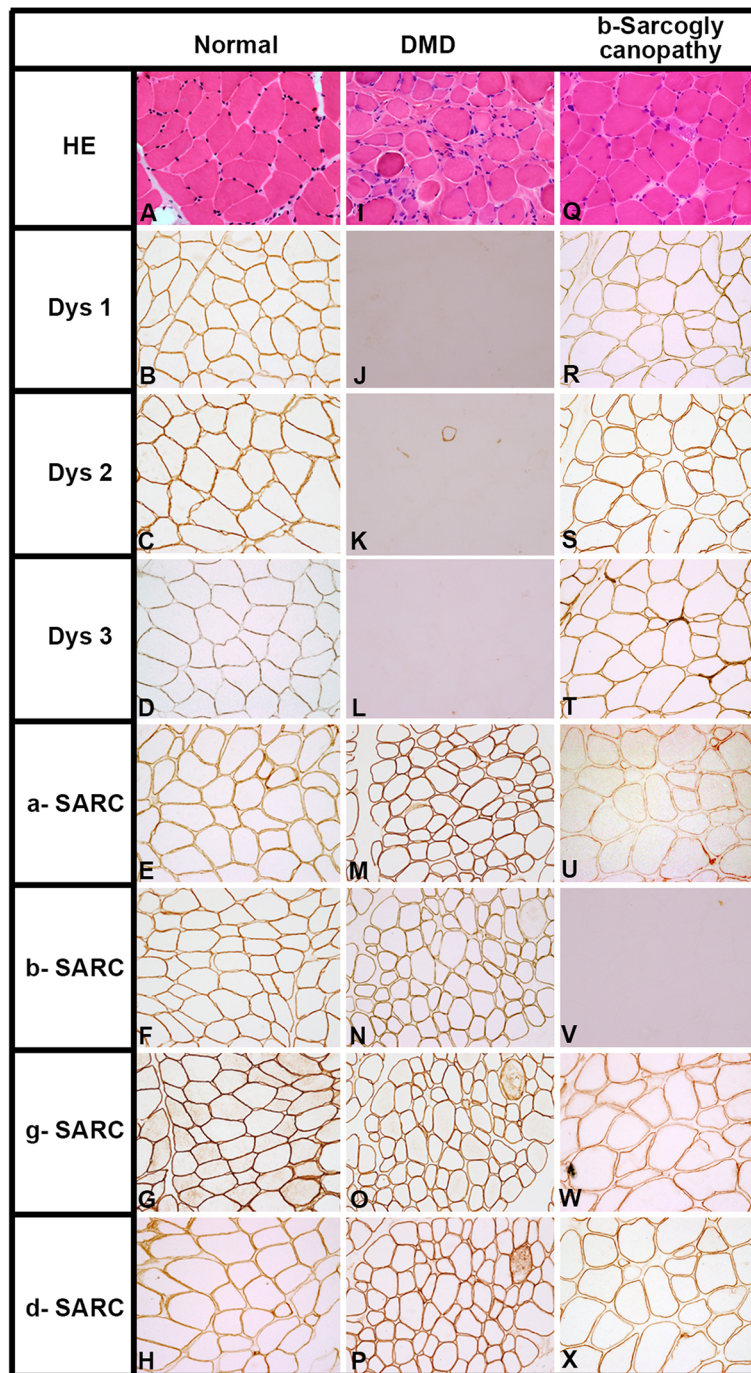 Normal DMD b-Sarcogly
canopathy
HE A I Q
Dys 1 B J R
Dys 2 C K S
Dys 3 D L T
a- SARC E M U
b- SARC F N V
g- SARC G O W
d- SARC H P X